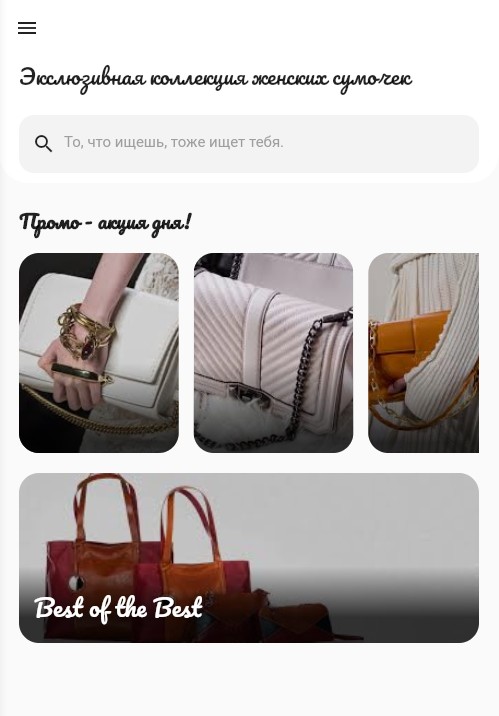 Эксклюзивная коллекция женских сумочек
То, что ищешь, тоже ищет тебя.
Промо - акция дня!
Best of the Best